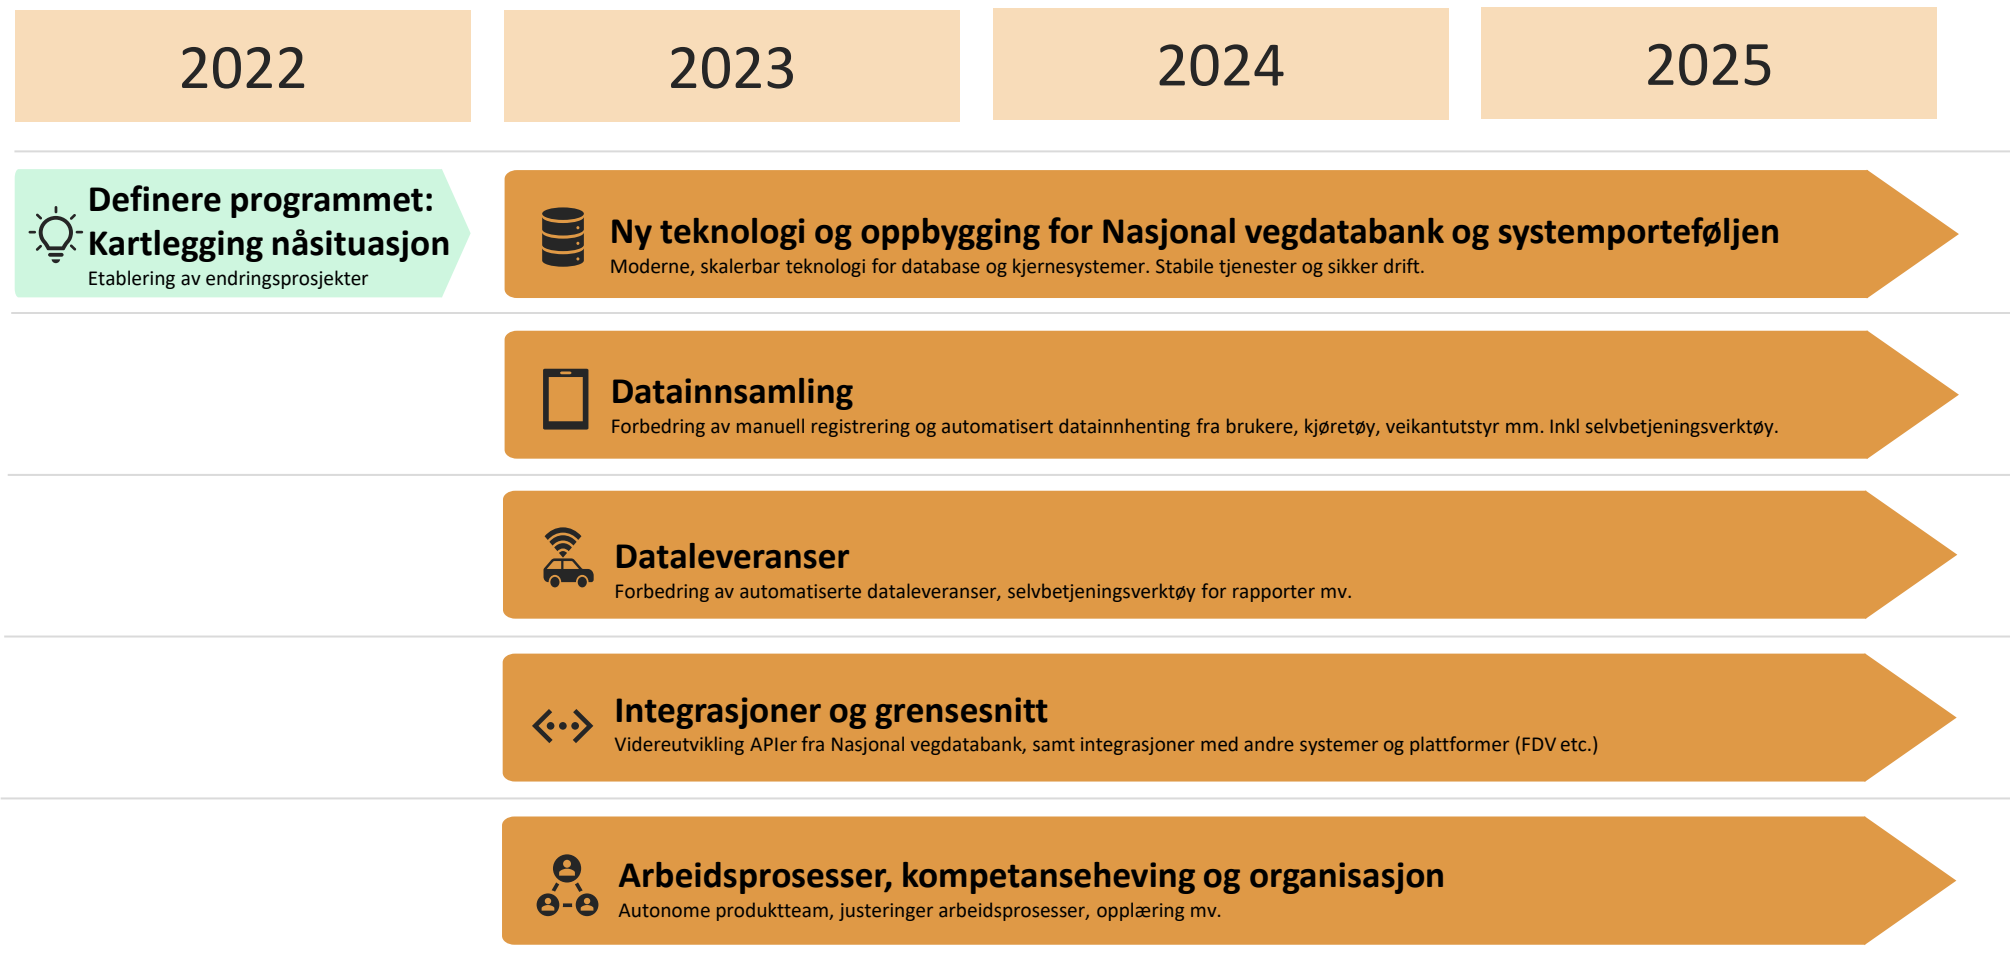 2022
2023
2024
2025
Definere programmet:
Kartlegging nåsituasjon
Etablering av endringsprosjekter
Ny teknologi og oppbygging for Nasjonal vegdatabank og systemporteføljen
Moderne, skalerbar teknologi for database og kjernesystemer. Stabile tjenester og sikker drift.
Datainnsamling
Forbedring av manuell registrering og automatisert datainnhenting fra brukere, kjøretøy, veikantutstyr mm. Inkl selvbetjeningsverktøy.
Dataleveranser
Forbedring av automatiserte dataleveranser, selvbetjeningsverktøy for rapporter mv.
Integrasjoner og grensesnitt
Videreutvikling APIer fra Nasjonal vegdatabank, samt integrasjoner med andre systemer og plattformer (FDV etc.)
Arbeidsprosesser, kompetanseheving og organisasjon
Autonome produktteam, justeringer arbeidsprosesser, opplæring mv.